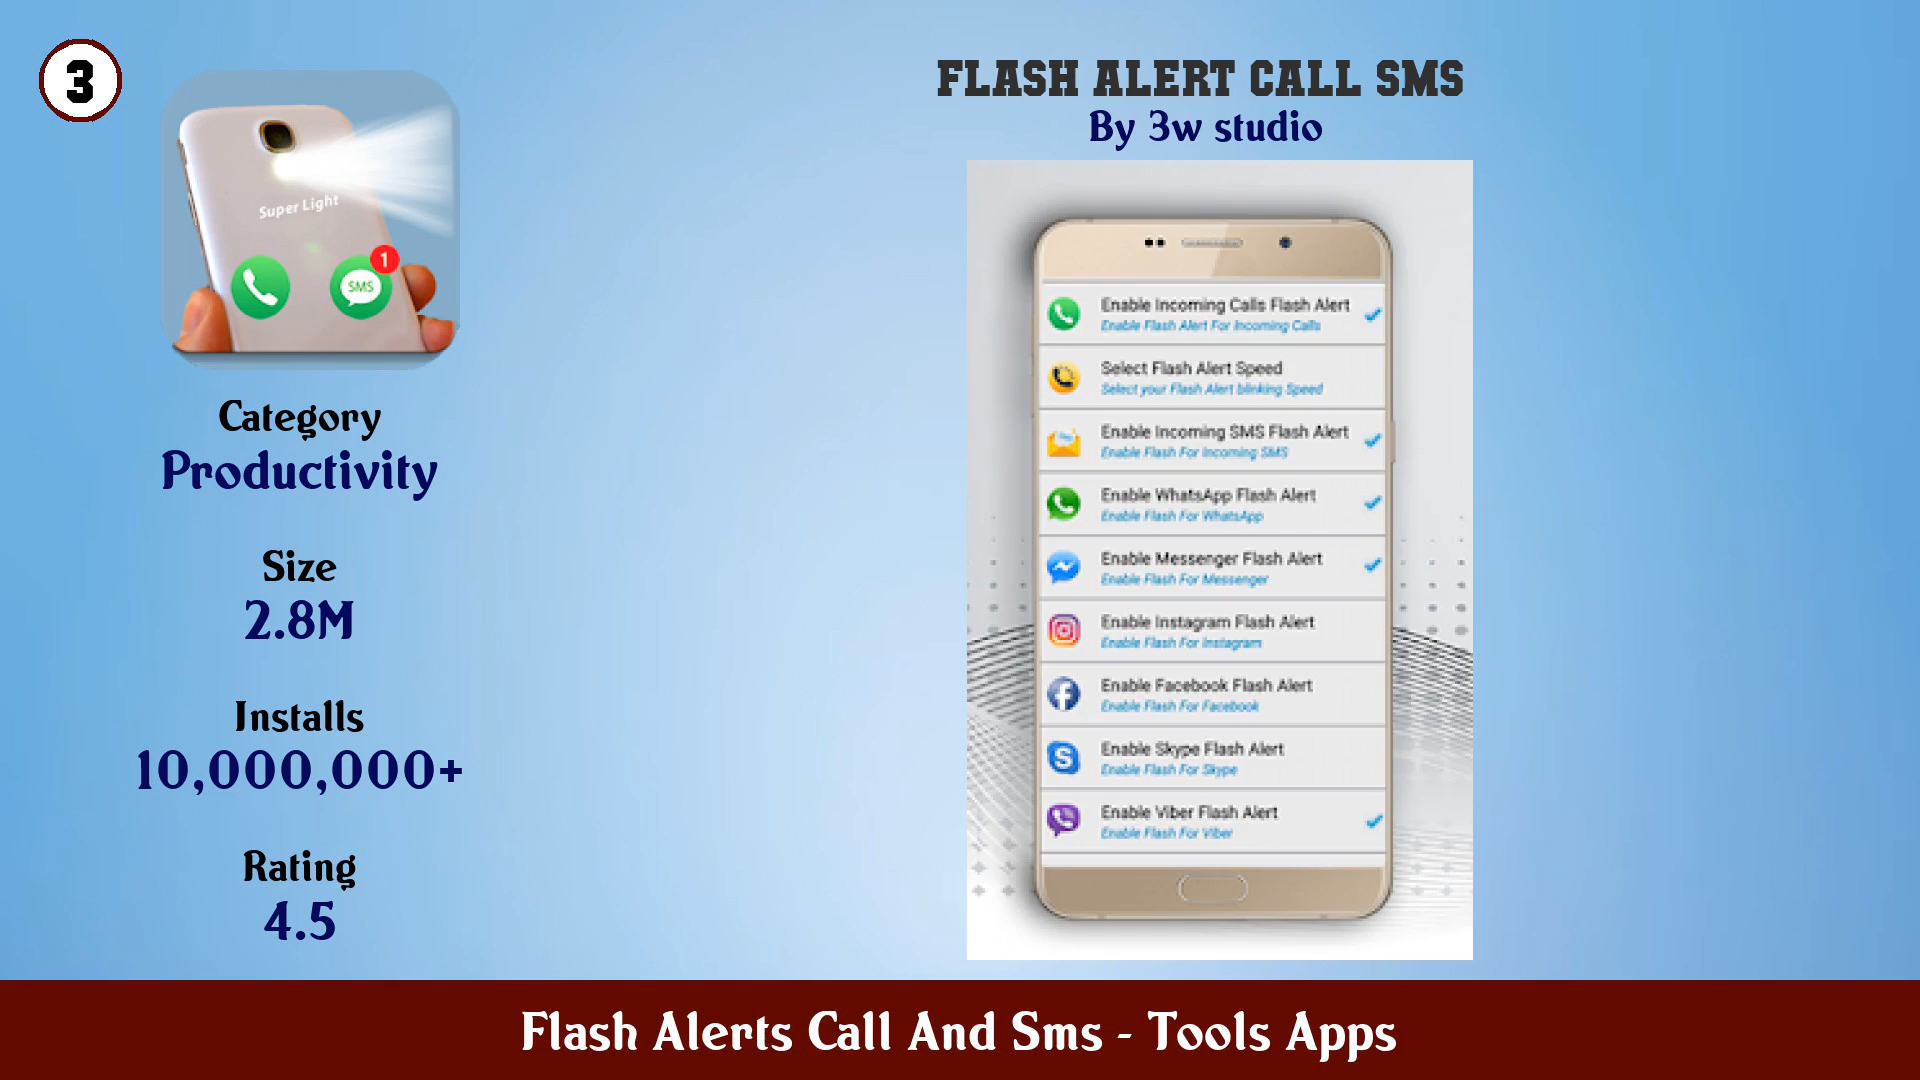 3
Super Light
1
SMS
Category
Productivity
Size
2.8M
Installs
10,000,000+
Rating
4.5
FLASH ALERT CALL SMS
By 3w studio
Enable Incoming Calls Flash Alert
Enable Flash Alert For Incoming Calls
Select Flash Alert Speed
Select your Flash Alert blinking Speed
Enable Incoming SMS Flash Alert
Enable Flash For Incoming SMS
Enable WhatsApp Flash Alert
Enable Flash For WhatsApp
Enable Messenger Flash Alert
Enable Flash For Messenger
Enable Instagram Flash Alert
Enable Flash For Instagram
Enable Facebook Flash Alert
Enable Flash For Facebook
Enable Skype Flash Alert
Enable Flash For Skype
Enable Viber Flash Alert
Enable Flash For Viber
Flash Alerts Call And Sms - Tools Apps